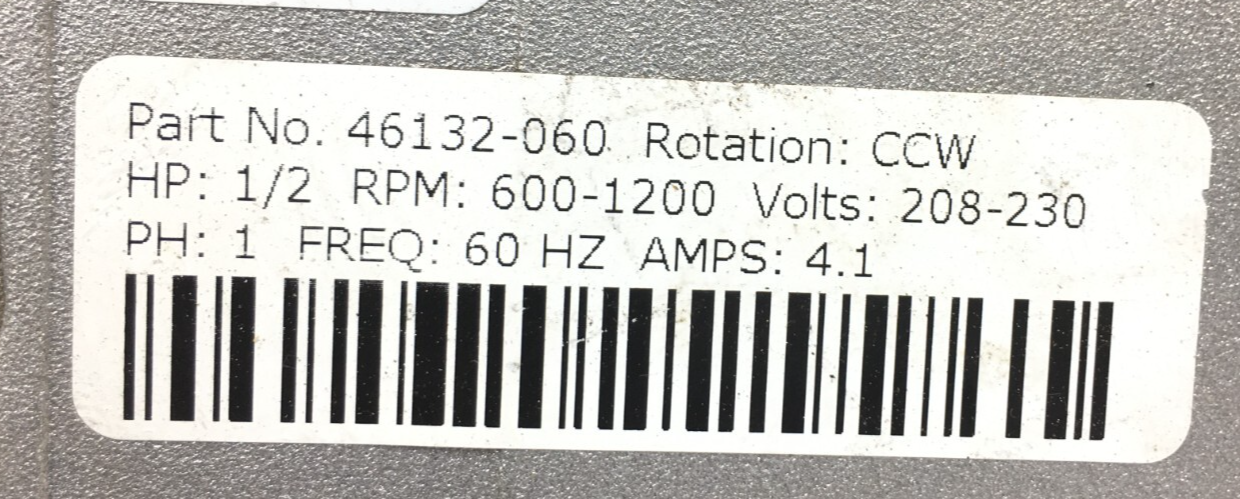 Part No. 46132-060 Rotation: CCW
HP: 1/2 RPM: 600-1200 Volts: 208-230
PH: 1 FREQ: 60 HZ AMPS: 4.1